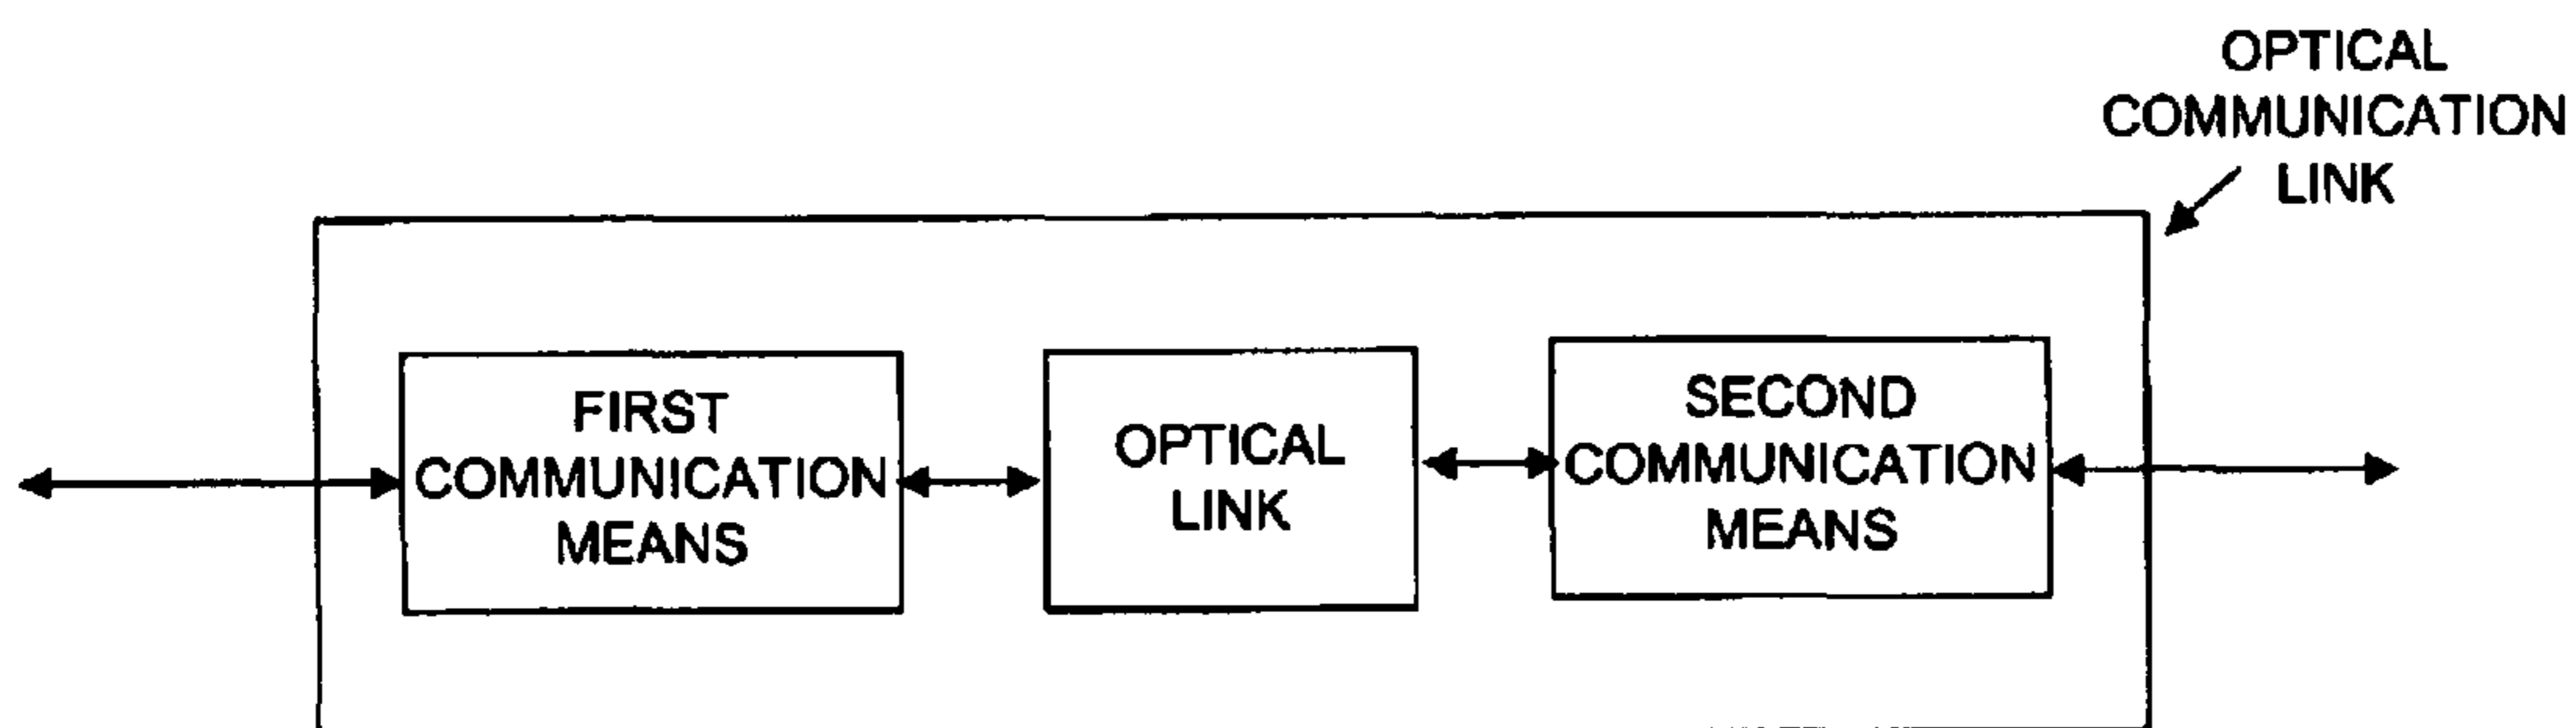 OPTICAL
COMMUNICATION
LINK
FIRST
COMMUNICATION
MEANS
OPTICAL
LINK
SECOND
COMMUNICATION
MEANS